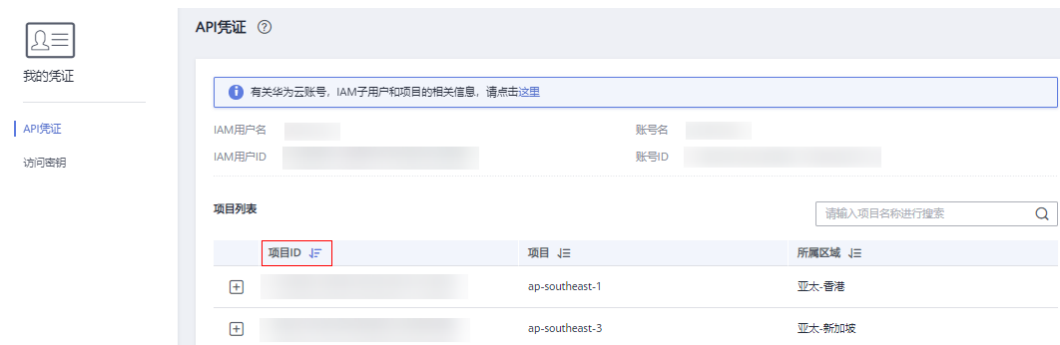 API凭证
我的凭证
API凭证
访问密钥
有关华为云账号，IAM子用户和项目的相关信息，请点击这里
IAM用户名
账号名
IAM用户ID
账号ID
项目列表
请输入项目名称进行搜索
项目ID 项目 所属区域
ap-southeast-1 亚太-香港
ap-southeast-3 亚太-新加坡